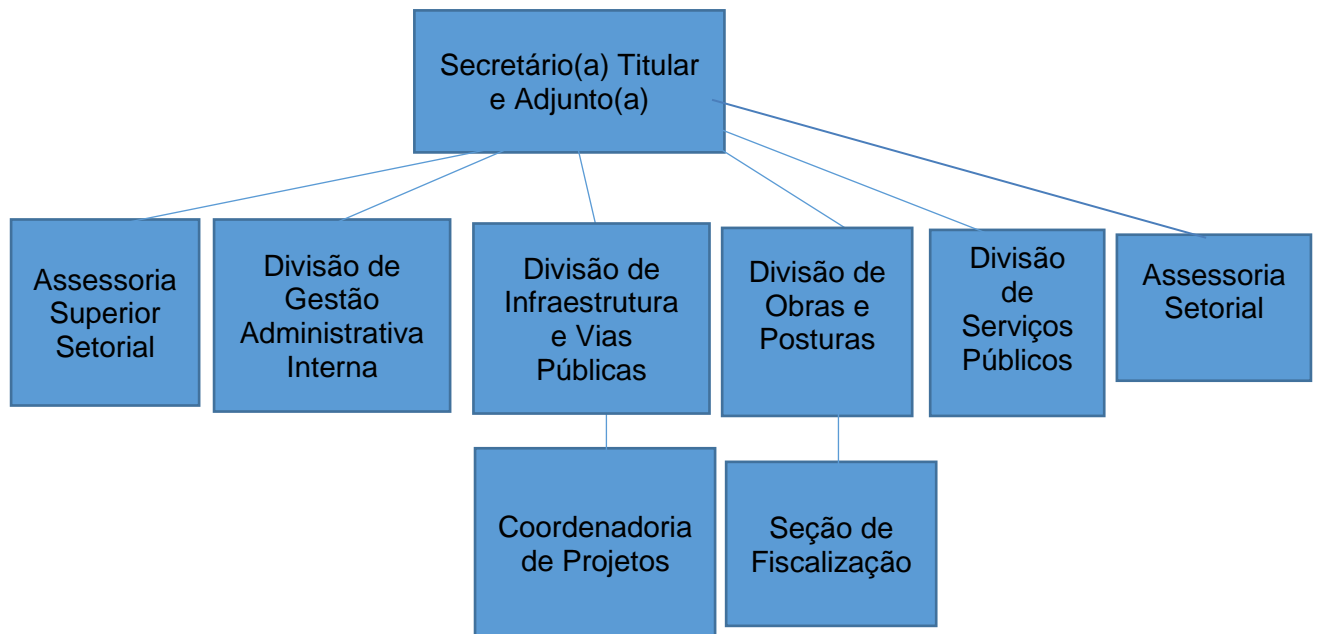 Secretário(a) Titular
e Adjunto(a)
Assessoria
Superior
Setorial
Divisão de
Gestão
Administrativa
Interna
Divisão de
Infraestrutura
e Vias
Públicas
Divisão de
Obras e
Posturas
Divisão
de
Serviços
Públicos
Assessoria
Setorial
Coordenadoria
de Projetos
Seção de
Fiscalização